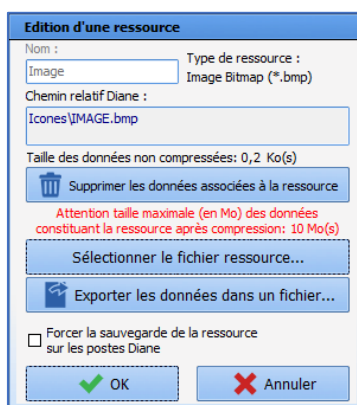 Edition d'une ressource
Nom :
Type de ressource :
Image
Image Bitmap (*.bmp)
Chemin relatif Diane :
Icones\IMAGE.bmp
Taille des données non compressées: 0,2 Ko(s)
Supprimer les données associées à la ressource
Attention taille maximale (en Mo) des données
constituant la ressource après compression: 10 Mo(s)
Sélectionner le fichier ressource...
Exporter les données dans un fichier...
Forcer la sauvegarde de la ressource
sur les postes Diane
OK
Annuler